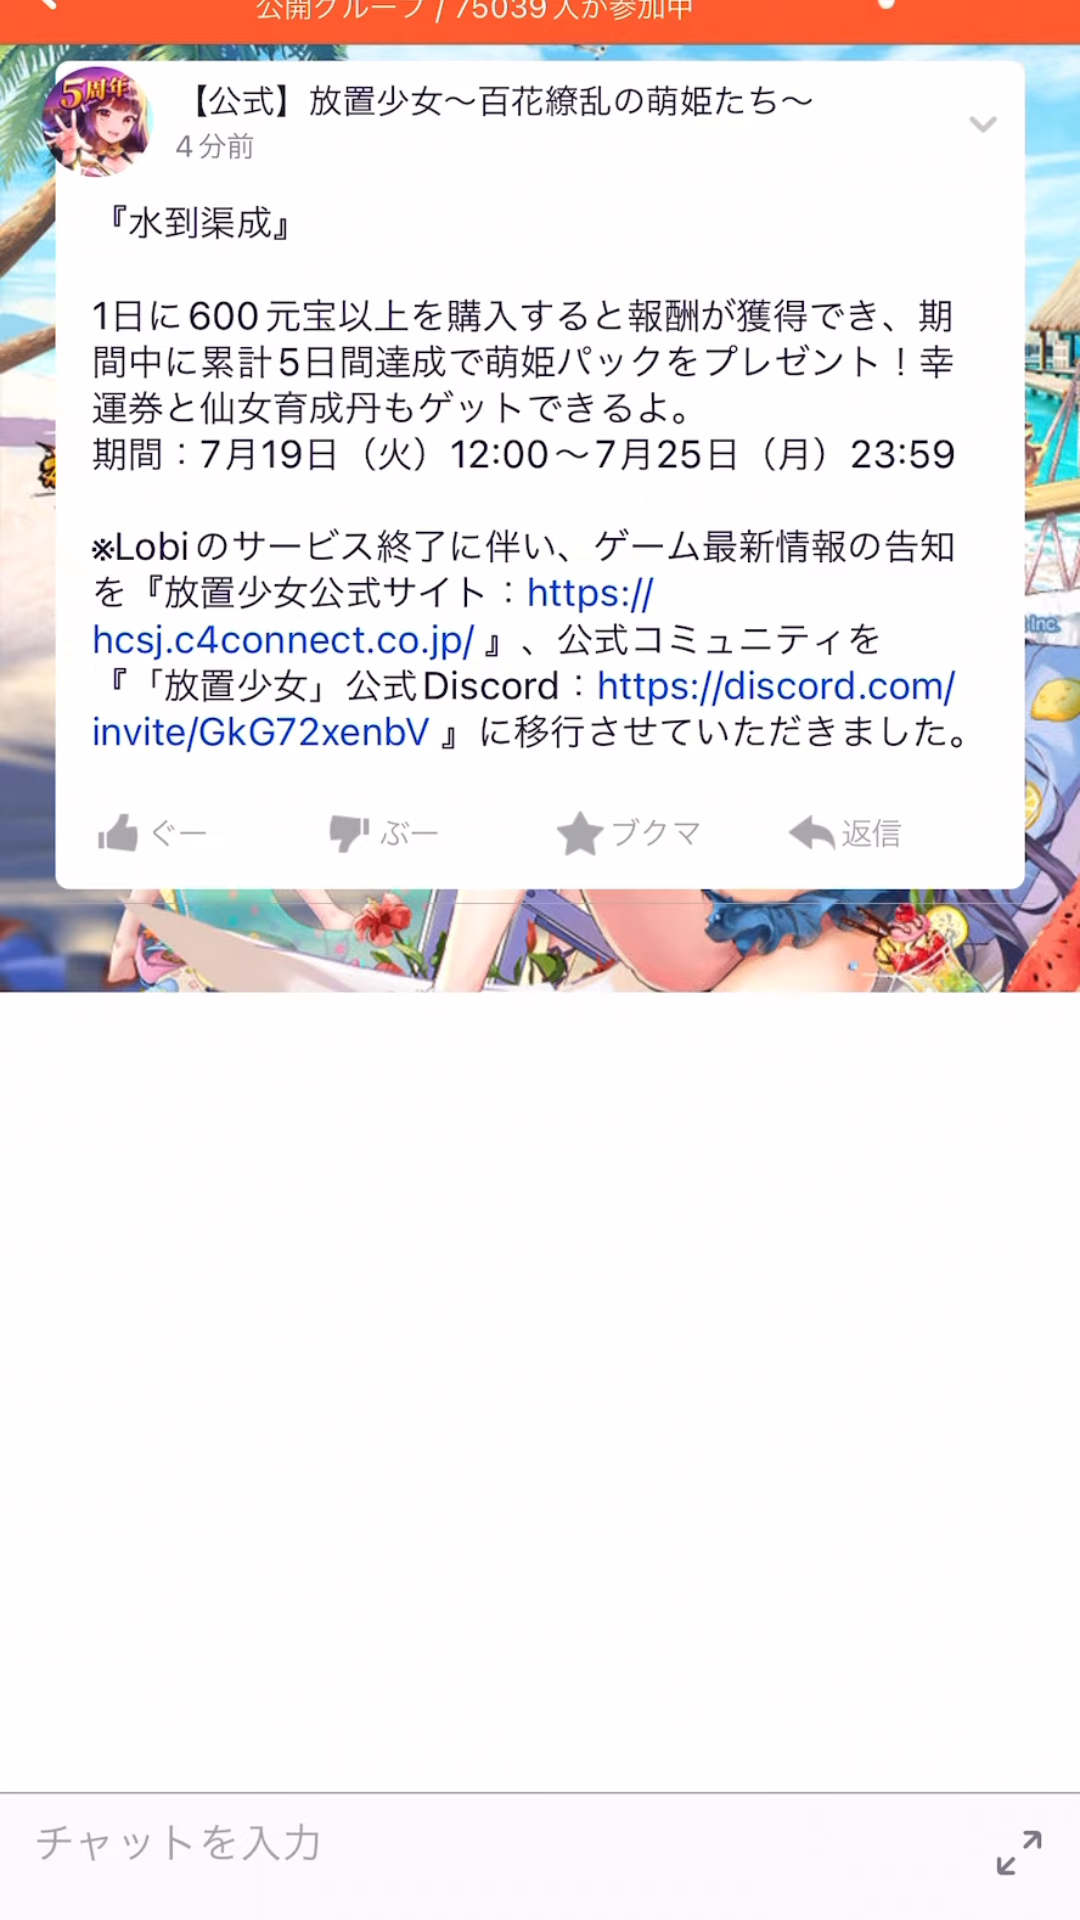 公開グループ / 75039人が参加中
5周年
【公式】放置少女〜百花繚乱の萌姫たち〜
4分前
『水到渠成』
1日に600元宝以上を購入すると報酬が獲得でき、期
間中に累計5日間達成で萌姫パックをプレゼント！幸
運券と仙女育成丹もゲットできるよ。
期間：7月19日（火）12:00〜7月25日（月）23:59
※Lobiのサービス終了に伴い、ゲーム最新情報の告知
を『放置少女公式サイト：https://
hcsj.c4connect.co.jp/ 』、公式コミュニティを
『「放置少女」公式Discord：https://discord.com/
invite/GkG72xenbV 』に移行させていただきました。
Inc.
ぐー
ぶー
ブクマ
返信
チャットを入力